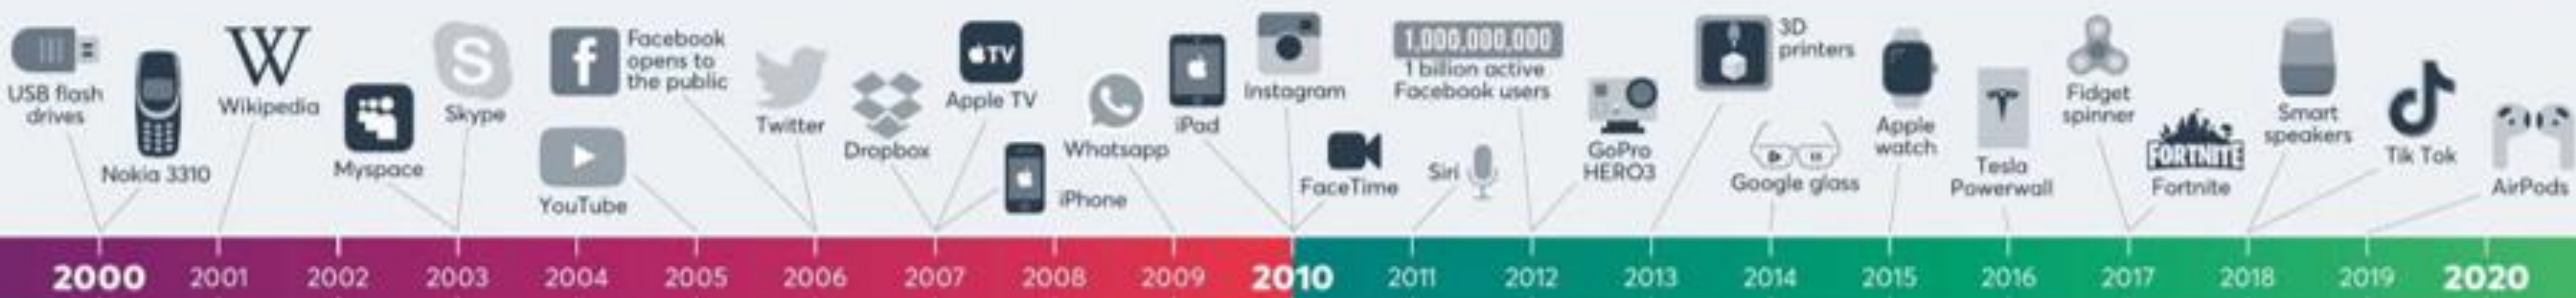 USB flash
drives
Nokia 3310
W
Wikipedia
Myspace
S
Skype
f
Facebook
opens to
the public
YouTube
Twitter
Dropbox
tv
Apple TV
iPhone
Whatsapp
iPad
Instagram
FaceTime
Siri
1,000,000,000
1 billion active
Facebook users
GoPro
HERO3
3D
printers
Google glass
Apple
watch
Tesla
Powerwall
Fidget
spinner
FORTNITE
Fortnite
Smart
speakers
Tik Tok
AirPods
2000
2001
2002
2003
2004
2005
2006
2007
2008
2009
2010
2011
2012
2013
2014
2015
2016
2017
2018
2019
2020